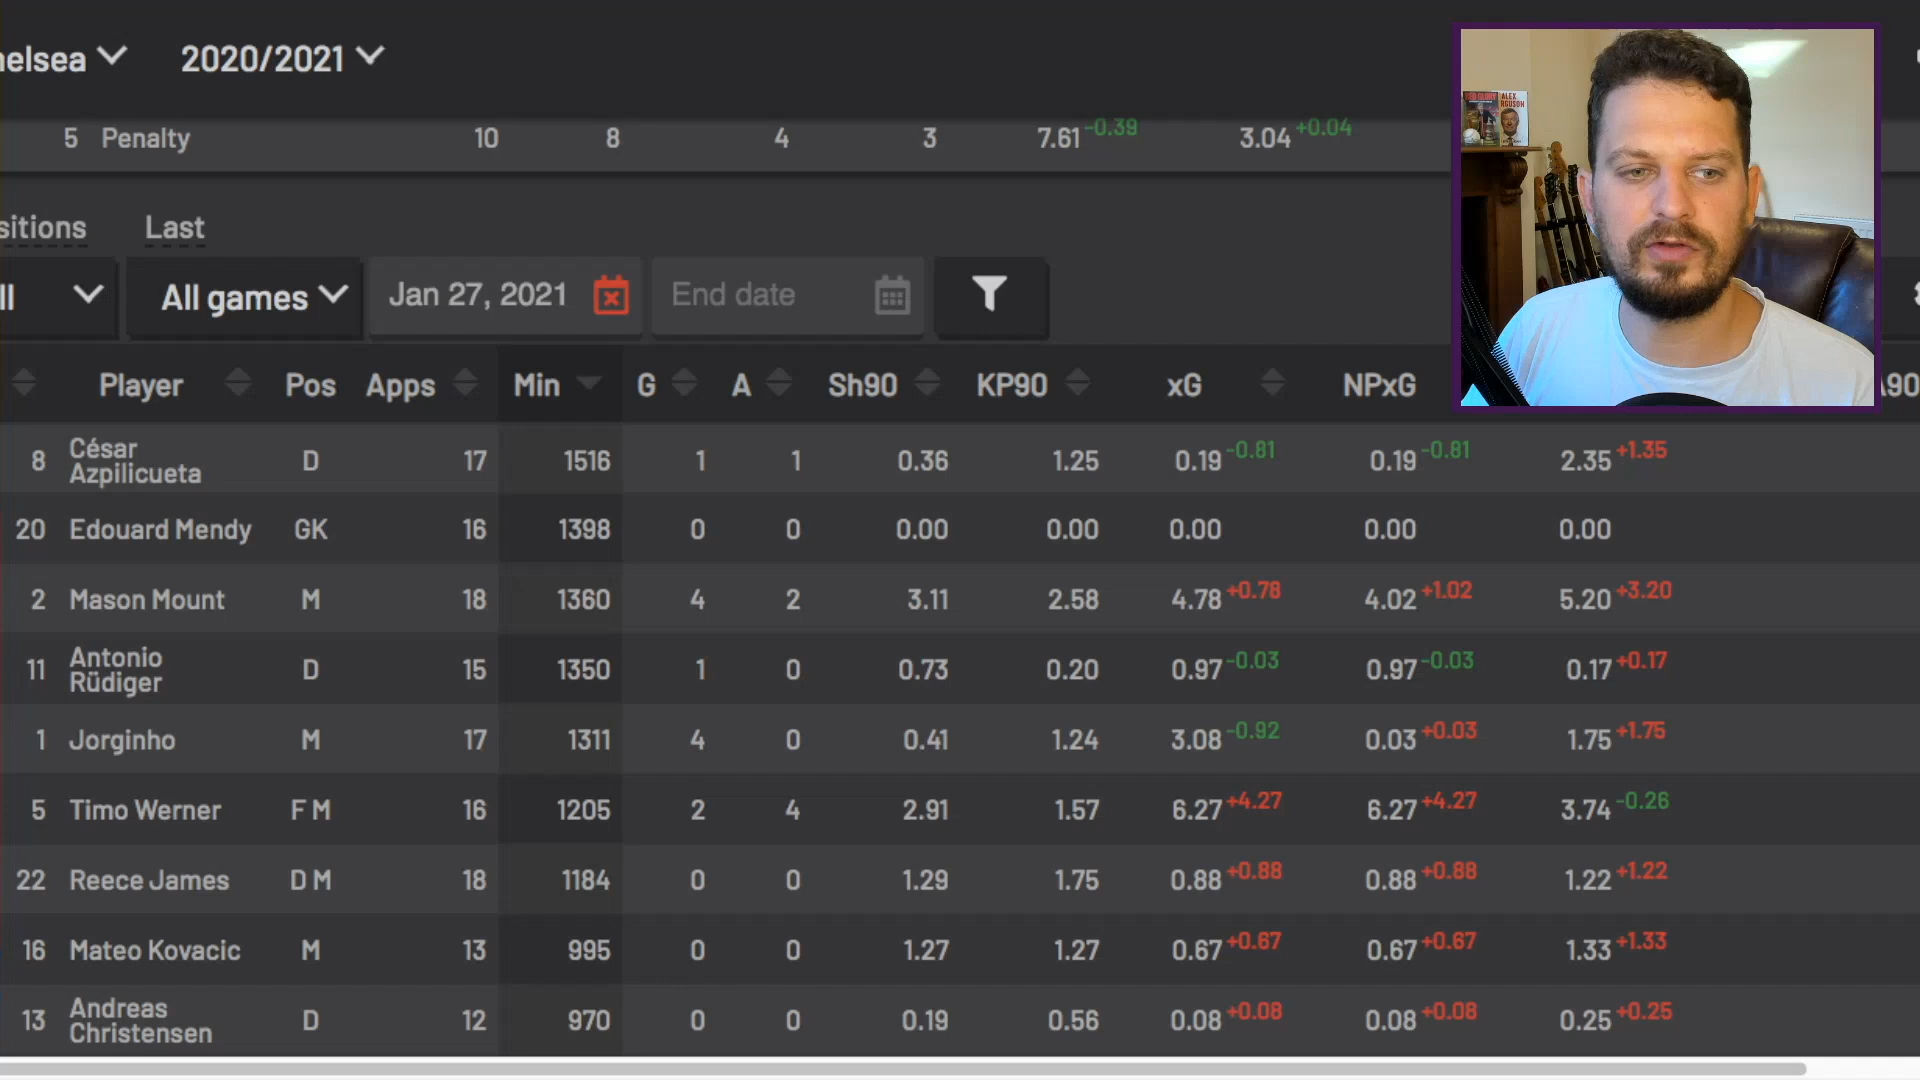 helsea 2020/2021
5 Penalty 10 8 4 3 7.61 -0.39 3.04 +0.04
sitions Last
ll All games Jan 27, 2021 End date
Player Pos Apps Min G A Sh90 KP90 xG NPxG A90
8 César Azpilicueta D 17 1516 1 1 0.36 1.25 0.19 -0.81 0.19 -0.81 2.35 +1.35
20 Edouard Mendy GK 16 1398 0 0 0.00 0.00 0.00 0.00 0.00
2 Mason Mount M 18 1360 4 2 3.11 2.58 4.78 +0.78 4.02 +1.02 5.20 +3.20
11 Antonio Rüdiger D 15 1350 1 0 0.73 0.20 0.97 -0.03 0.97 -0.03 0.17 +0.17
1 Jorginho M 17 1311 4 0 0.41 1.24 3.08 -0.92 0.03 +0.03 1.75 +1.75
5 Timo Werner F M 16 1205 2 4 2.91 1.57 6.27 +4.27 6.27 +4.27 3.74 -0.26
22 Reece James D M 18 1184 0 0 1.29 1.75 0.88 +0.88 0.88 +0.88 1.22 +1.22
16 Mateo Kovacic M 13 995 0 0 1.27 1.27 0.67 +0.67 0.67 +0.67 1.33 +1.33
13 Andreas Christensen D 12 970 0 0 0.19 0.56 0.08 +0.08 0.08 +0.08 0.25 +0.25
RED GLORY
ALEX